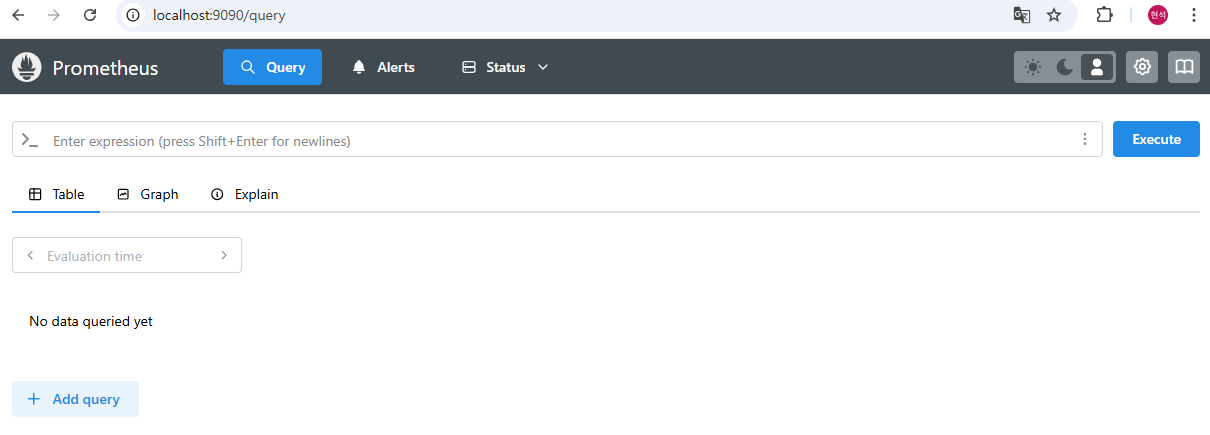 localhost:9090/query
현석
Prometheus
Query
Alerts
Status
Enter expression (press Shift+Enter for newlines)
Execute
Table
Graph
Explain
Evaluation time
No data queried yet
Add query